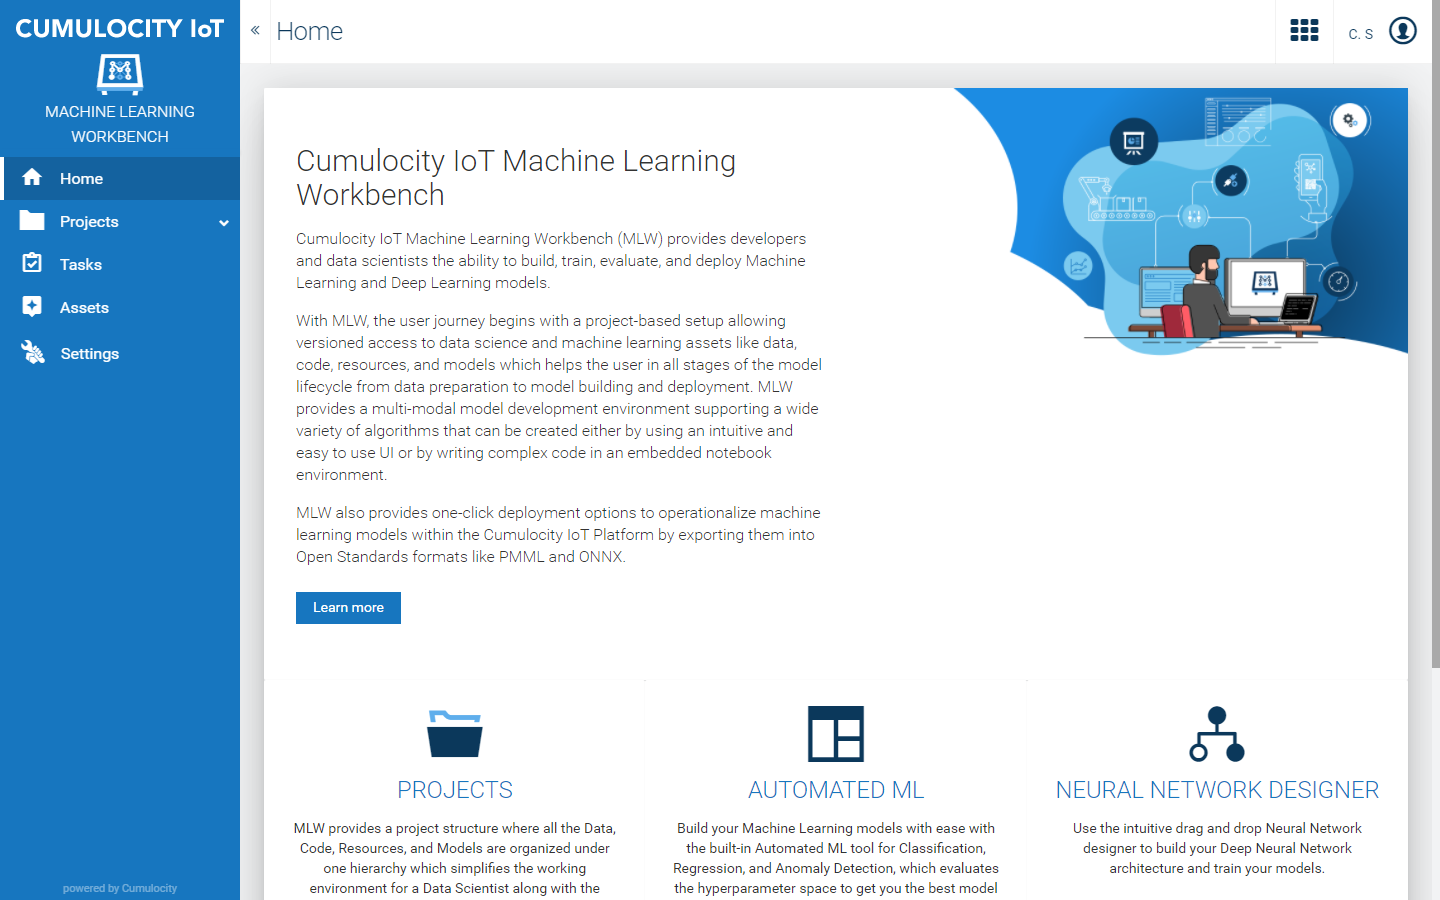 CUMULOCITY IoT
MACHINE LEARNING
WORKBENCH
Home
Projects
Tasks
Assets
Settings
powered by Cumulocity
«
Home
C. S
Cumulocity IoT Machine Learning
Workbench
Cumulocity IoT Machine Learning Workbench (MLW) provides developers
and data scientists the ability to build, train, evaluate, and deploy Machine
Learning and Deep Learning models.
With MLW, the user journey begins with a project-based setup allowing
versioned access to data science and machine learning assets like data,
code, resources, and models which helps the user in all stages of the model
lifecycle from data preparation to model building and deployment. MLW
provides a multi-modal model development environment supporting a wide
variety of algorithms that can be created either by using an intuitive and
easy to use UI or by writing complex code in an embedded notebook
environment.
MLW also provides one-click deployment options to operationalize machine
learning models within the Cumulocity IoT Platform by exporting them into
Open Standards formats like PMML and ONNX.
Learn more
PROJECTS
MLW provides a project structure where all the Data,
Code, Resources, and Models are organized under
one hierarchy which simplifies the working
environment for a Data Scientist along with the
AUTOMATED ML
Build your Machine Learning models with ease with
the built-in Automated ML tool for Classification,
Regression, and Anomaly Detection, which evaluates
the hyperparameter space to get you the best model
NEURAL NETWORK DESIGNER
Use the intuitive drag and drop Neural Network
designer to build your Deep Neural Network
architecture and train your models.